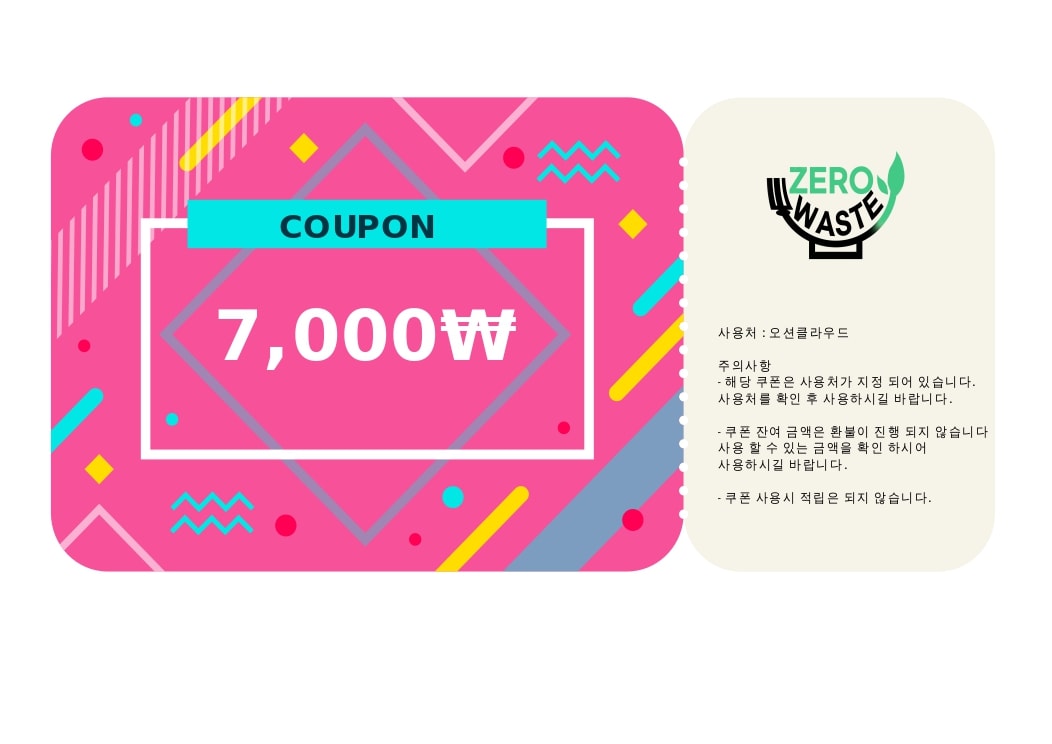 COUPON
7,000₩
ZERO
WASTE
사용처 : 오션클라우드
주의사항
- 해당 쿠폰은 사용처가 지정 되어 있습니다.
사용처를 확인 후 사용하시길 바랍니다.
- 쿠폰 잔여 금액은 환불이 진행 되지 않습니다
사용 할 수 있는 금액을 확인 하시어
사용하시길 바랍니다.
- 쿠폰 사용시 적립은 되지 않습니다.